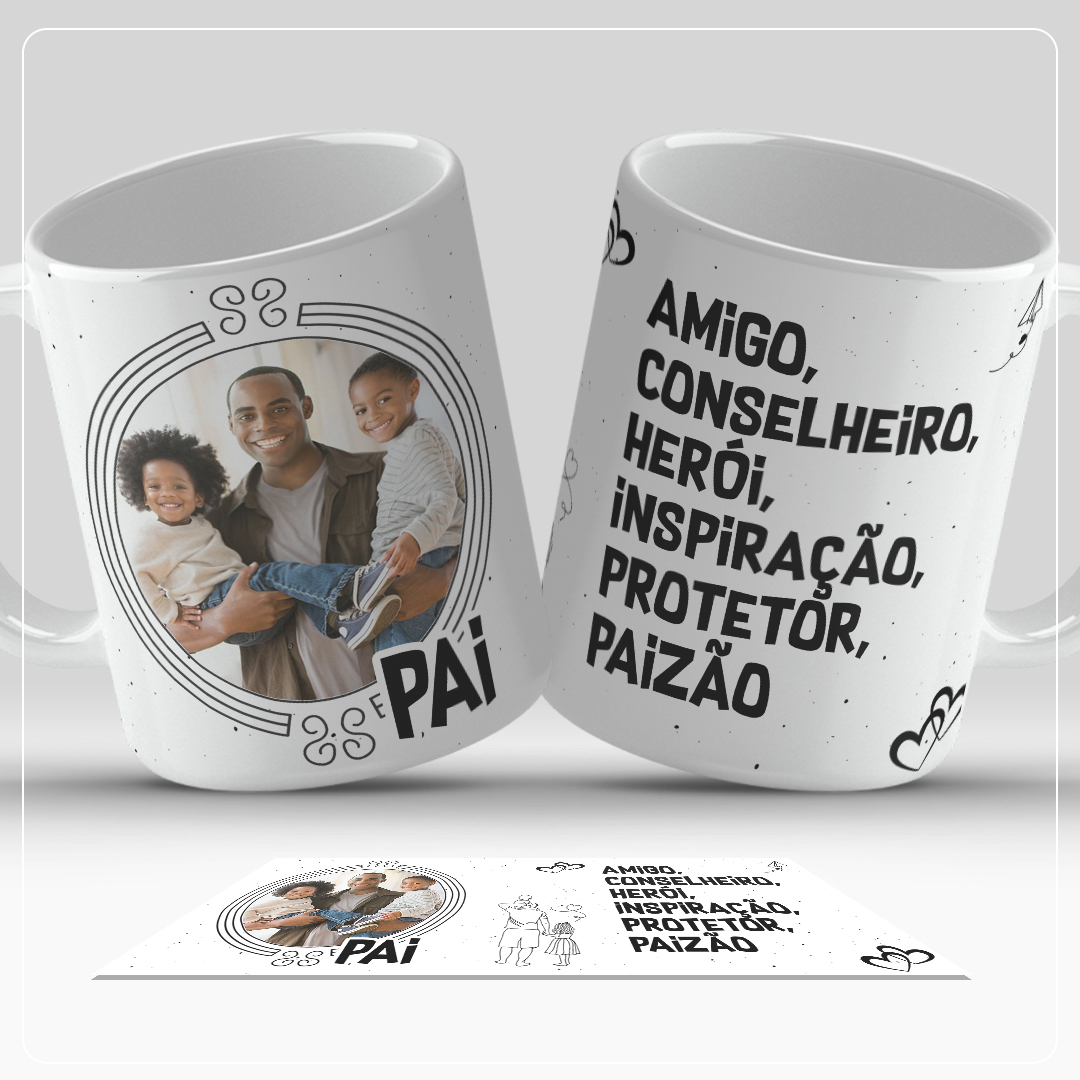 E PAi
AMiGO,
CONSELHEiRO,
HERÓi,
iNSPiRAÇÃO,
PROTETOR,
PAiZÃO
E PAi
AMiGO,
CONSELHEiRO,
HERÓi,
iNSPiRAÇÃO,
PROTETOR,
PAiZÃO